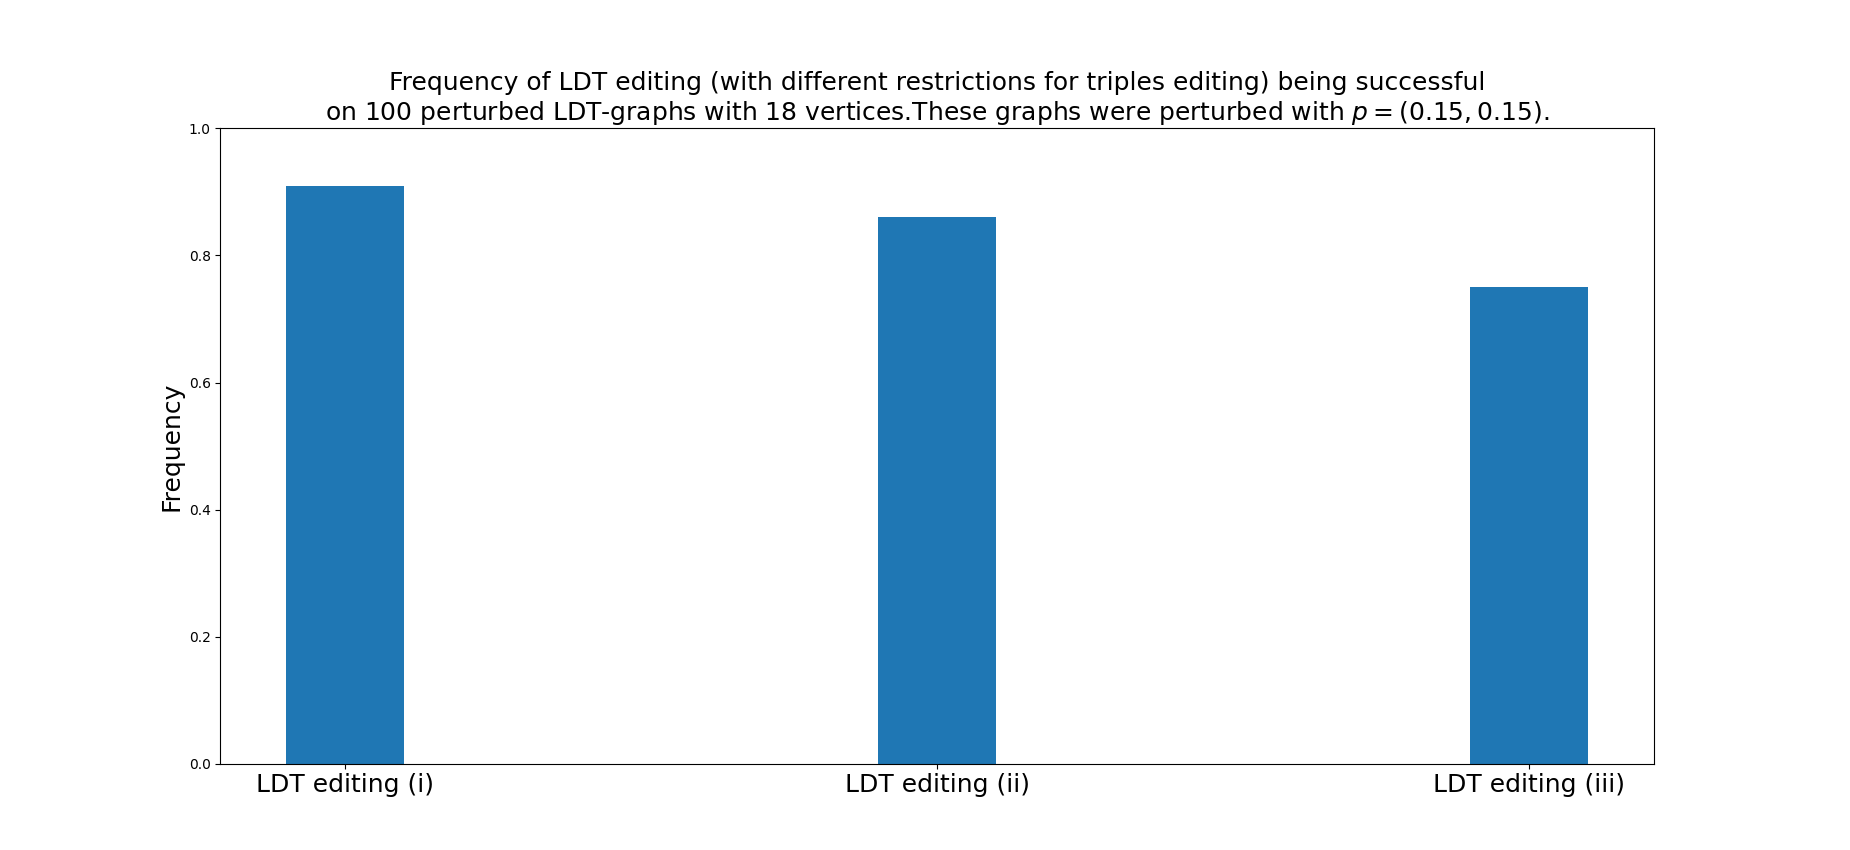 Frequency of LDT editing (with different restrictions for triples editing) being successful
on 100 perturbed LDT-graphs with 18 vertices.These graphs were perturbed with p = (0.15, 0.15).
1.0
0.8
0.6
0.4
0.2
0.0
Frequency
LDT editing (i)
LDT editing (ii)
LDT editing (iii)